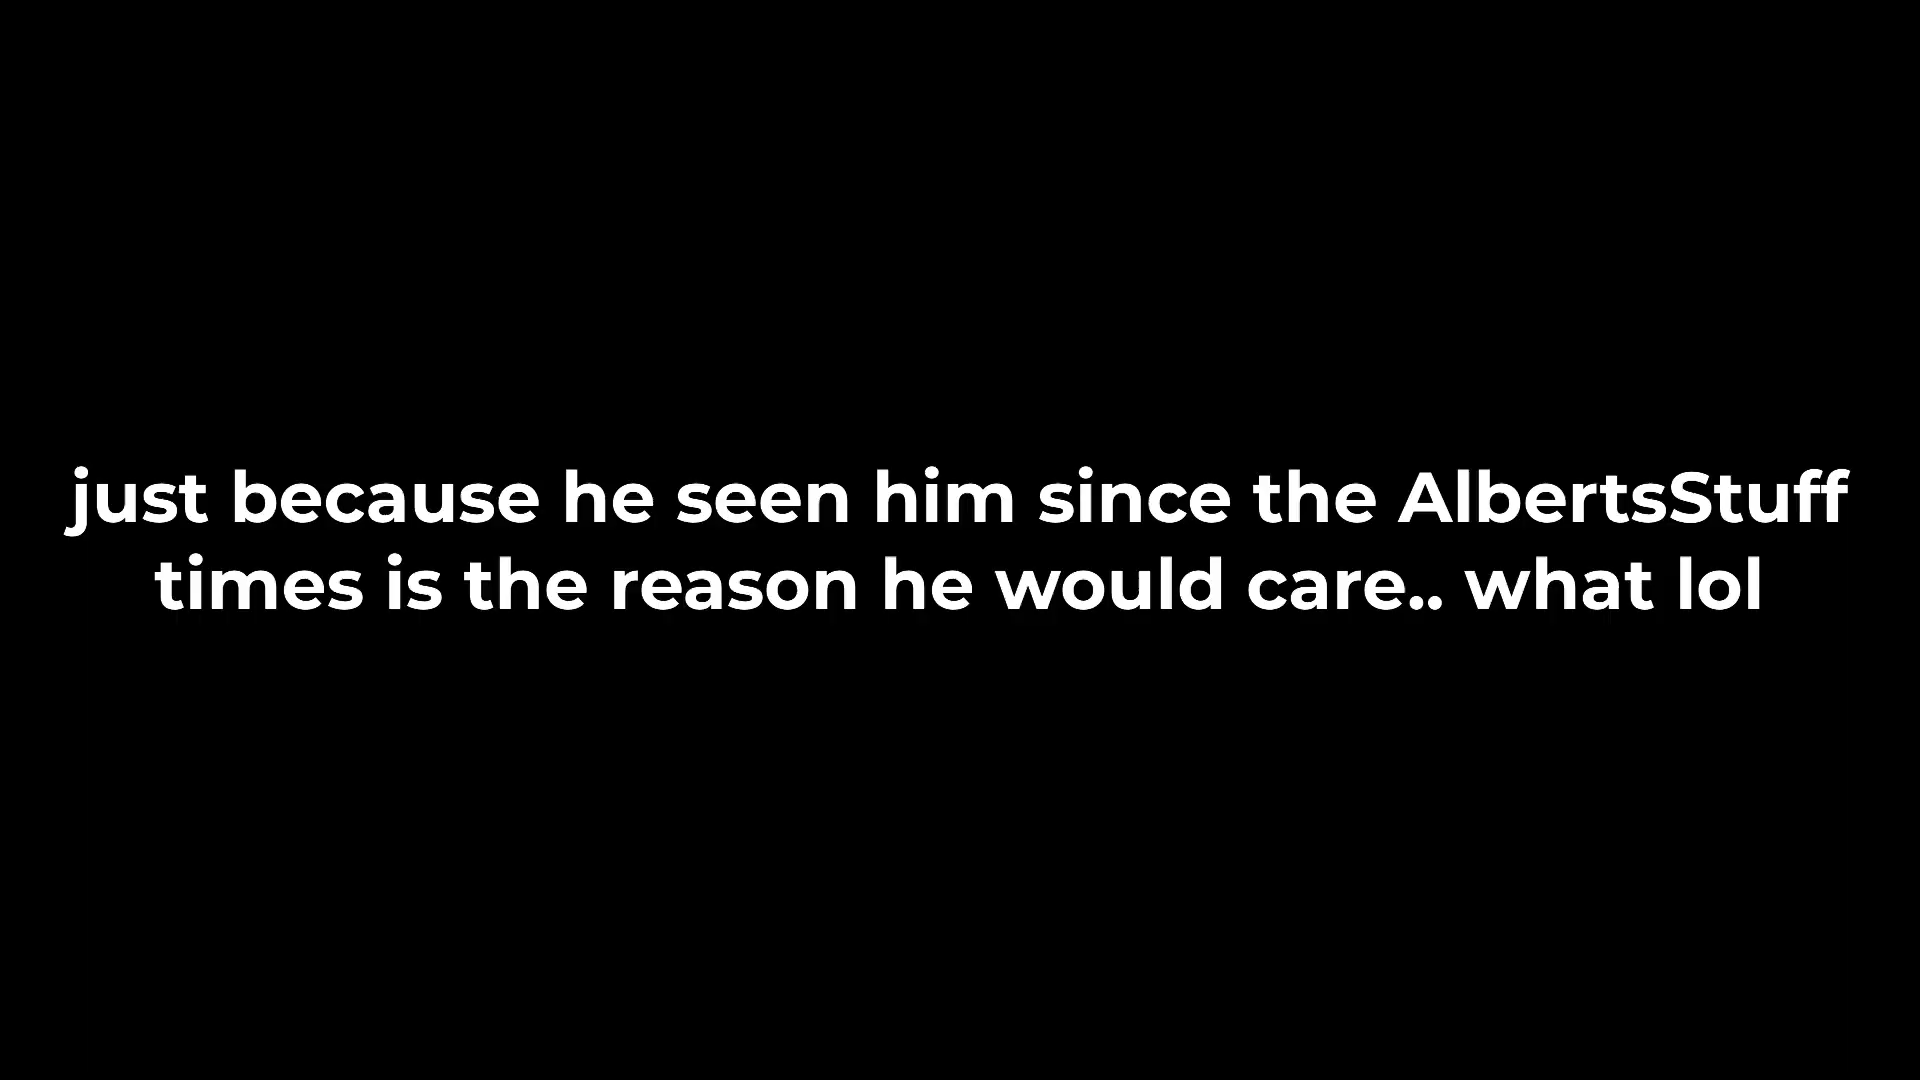 just because he seen him since the AlbertsStuff
times is the reason he would care.. what lol